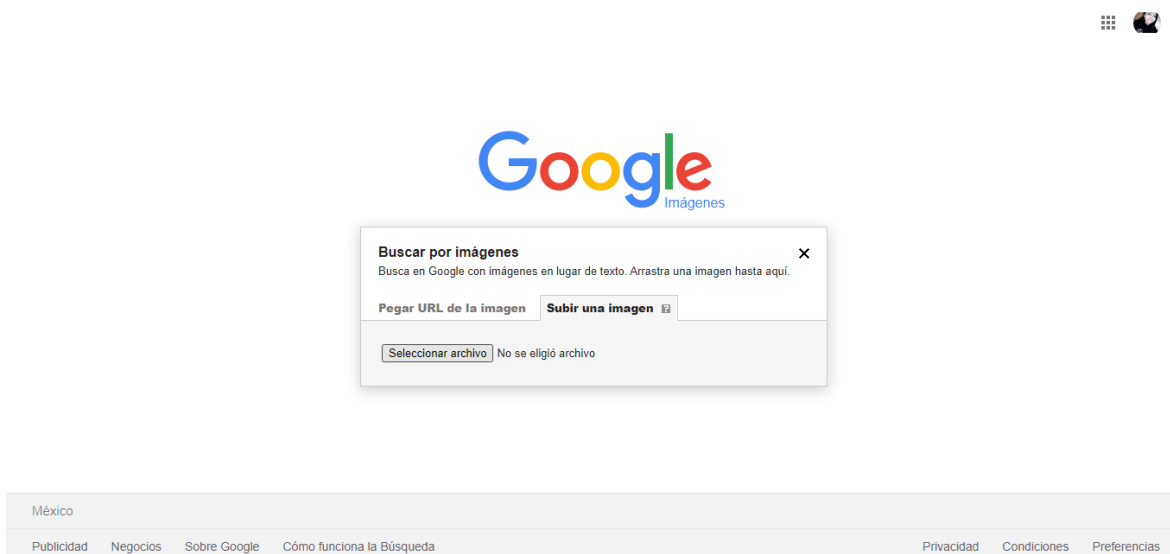 Google
Imágenes
Buscar por imágenes
Busca en Google con imágenes en lugar de texto. Arrastra una imagen hasta aquí.
Pegar URL de la imagen Subir una imagen ?
Seleccionar archivo No se eligió archivo
México
Publicidad Negocios Sobre Google Cómo funciona la Búsqueda Privacidad Condiciones Preferencias